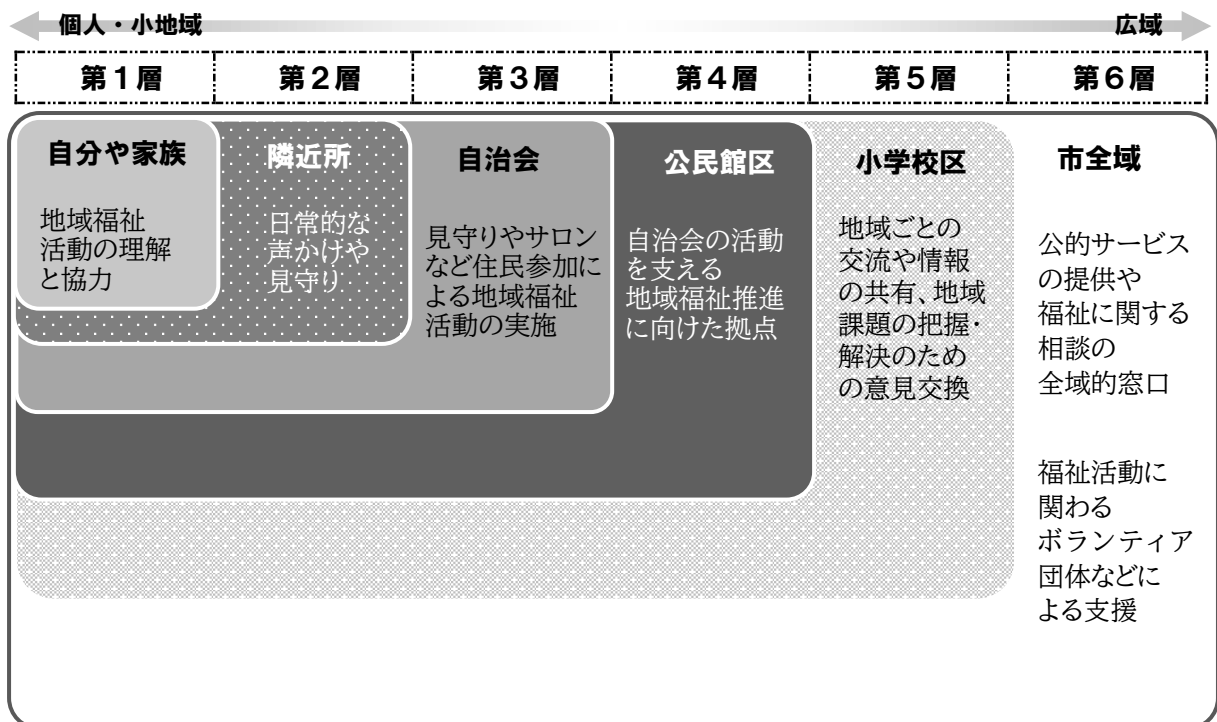 個人・小地域
広域
第1層
第2層
第3層
第4層
第5層
第6層
自分や家族
地域福祉
活動の理解
と協力
隣近所
日常的な
声かけや
見守り
自治会
見守りやサロン
など住民参加に
よる地域福祉
活動の実施
公民館区
自治会の活動
を支える
地域福祉推進
に向けた拠点
小学校区
地域ごとの
交流や情報
の共有、地域
課題の把握・
解決のため
の意見交換
市全域
公的サービス
の提供や
福祉に関する
相談の
全域的窓口
福祉活動に
関わる
ボランティア
団体などに
よる支援